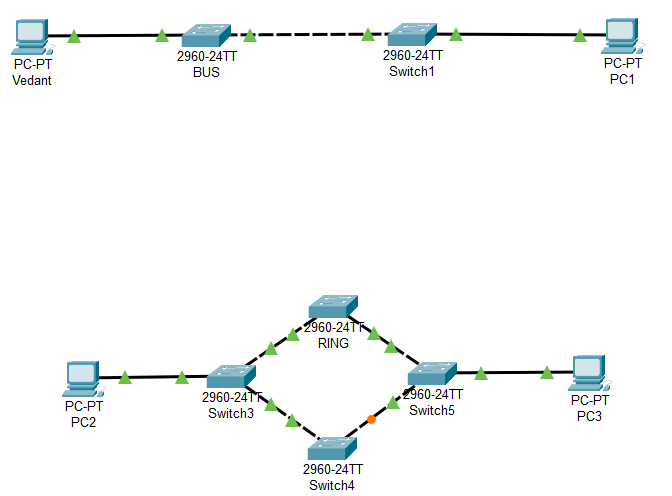 PC-PT
Vedant
2960-24TT
BUS
2960-24TT
Switch1
PC-PT
PC1
2960-24TT
RING
PC-PT
PC2
2960-24TT
Switch3
2960-24TT
Switch5
PC-PT
PC3
2960-24TT
Switch4